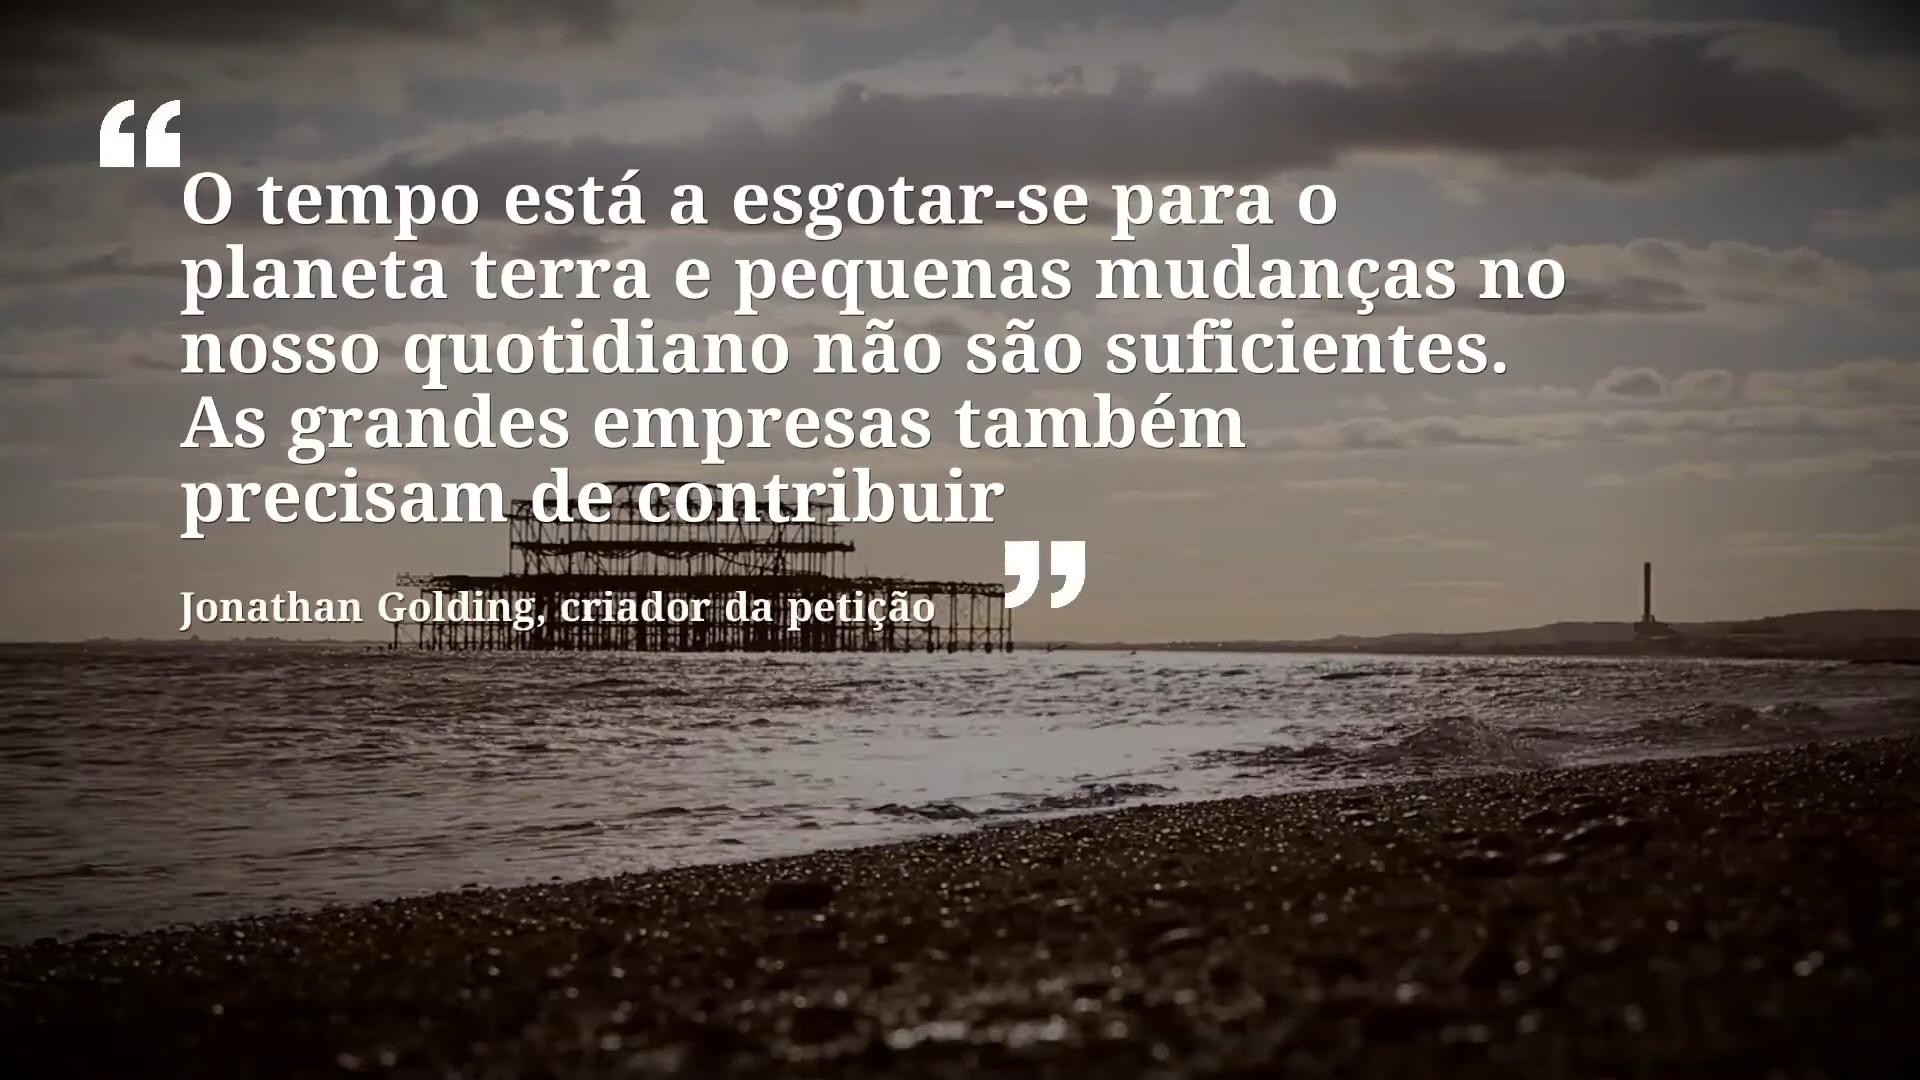 “O tempo está a esgotar-se para o
planeta terra e pequenas mudanças no
nosso quotidiano não são suficientes.
As grandes empresas também
precisam de contribuir”
Jonathan Golding, criador da petição